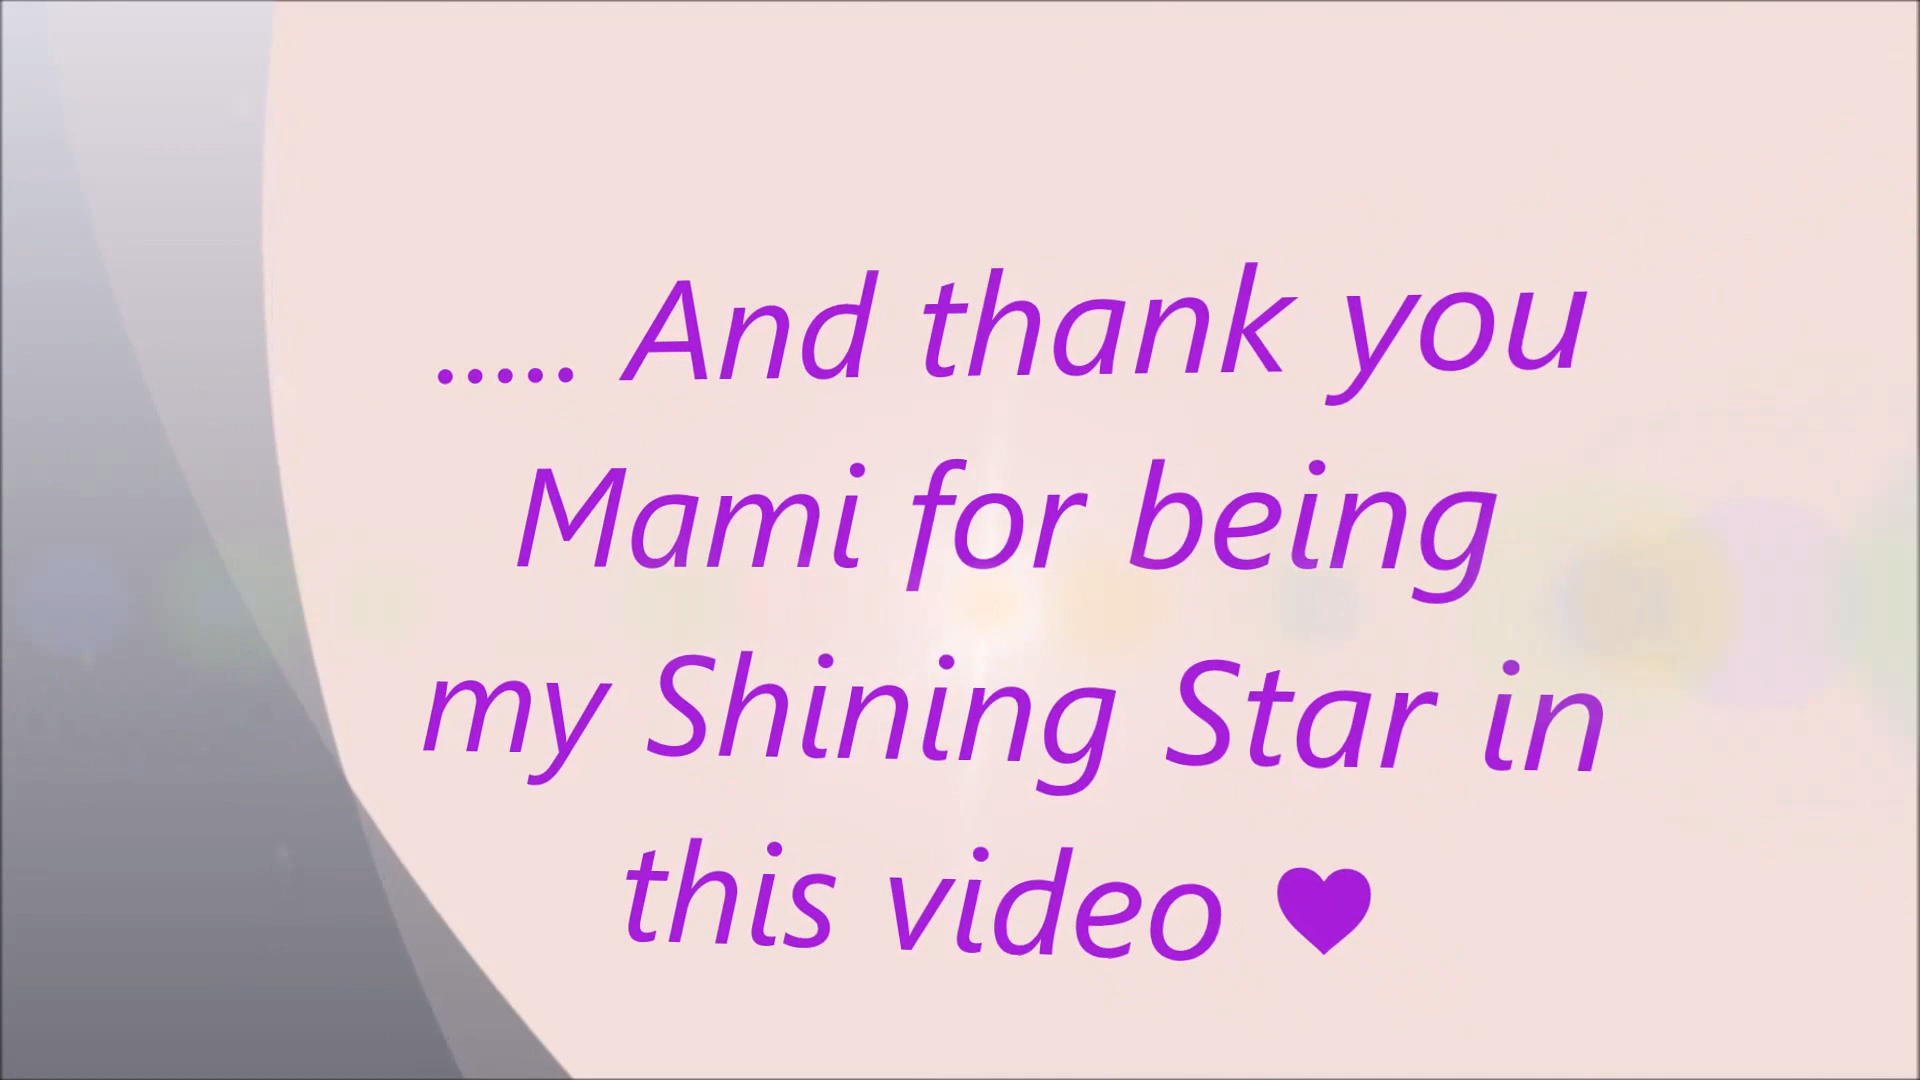 ..... And thank you
Mami for being
my Shining Star in
this video ♥